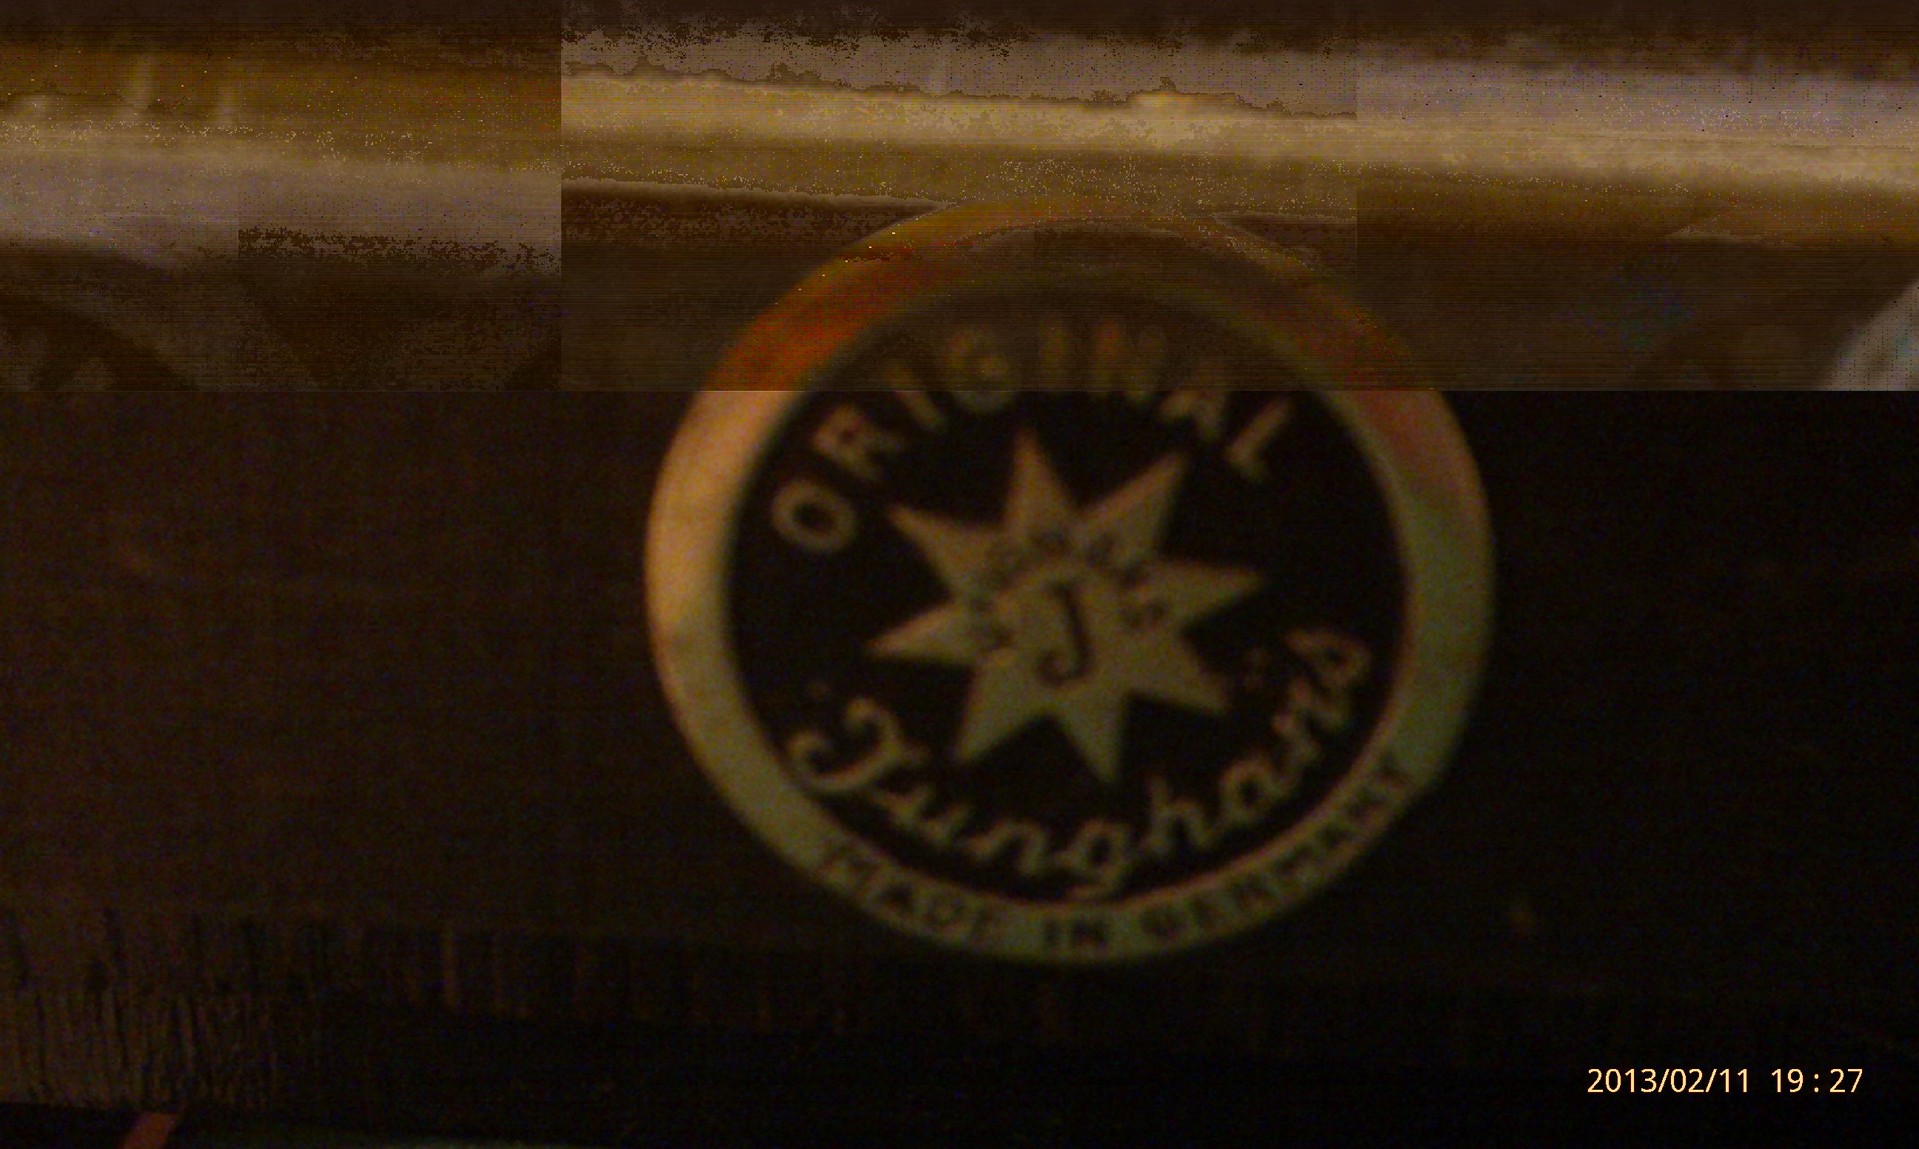 ORIGINAL
J
Junghans
MADE IN GERMANY
2013/02/11 19:27